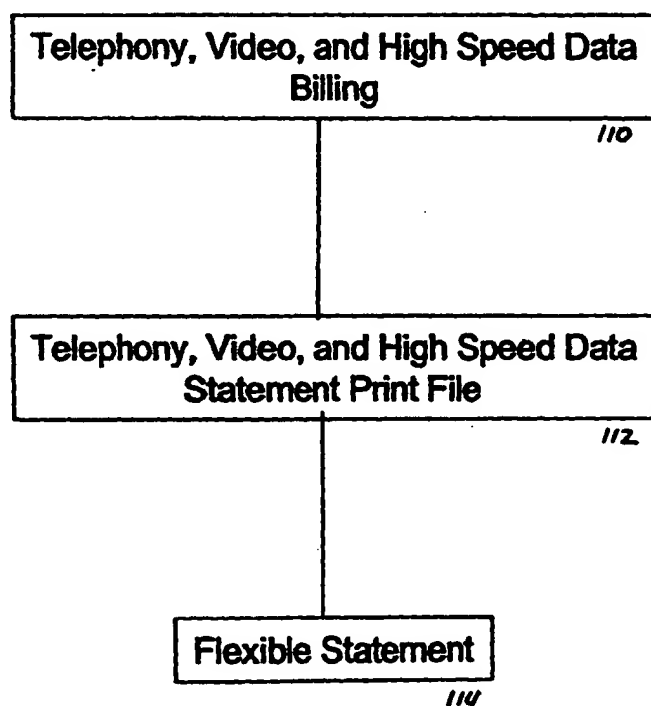 Telephony, Video, and High Speed Data
Billing
110
Telephony, Video, and High Speed Data
Statement Print File
112
Flexible Statement
114